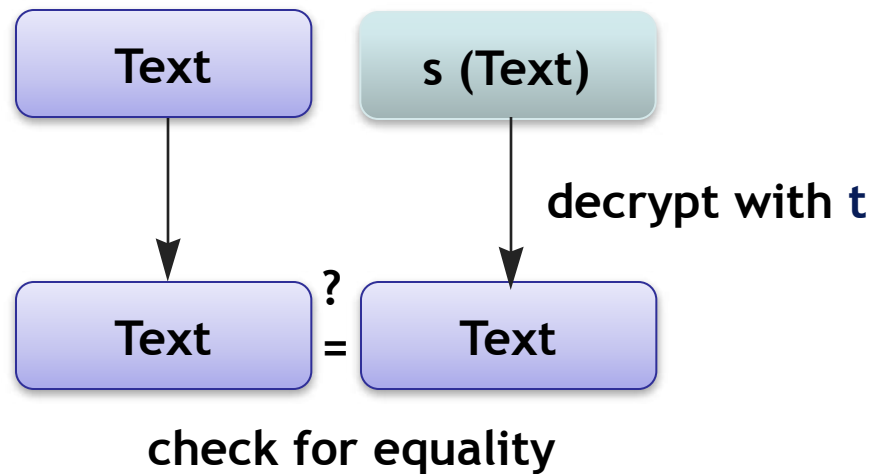 Text
s (Text)
decrypt with t
Text
?
=
Text
check for equality